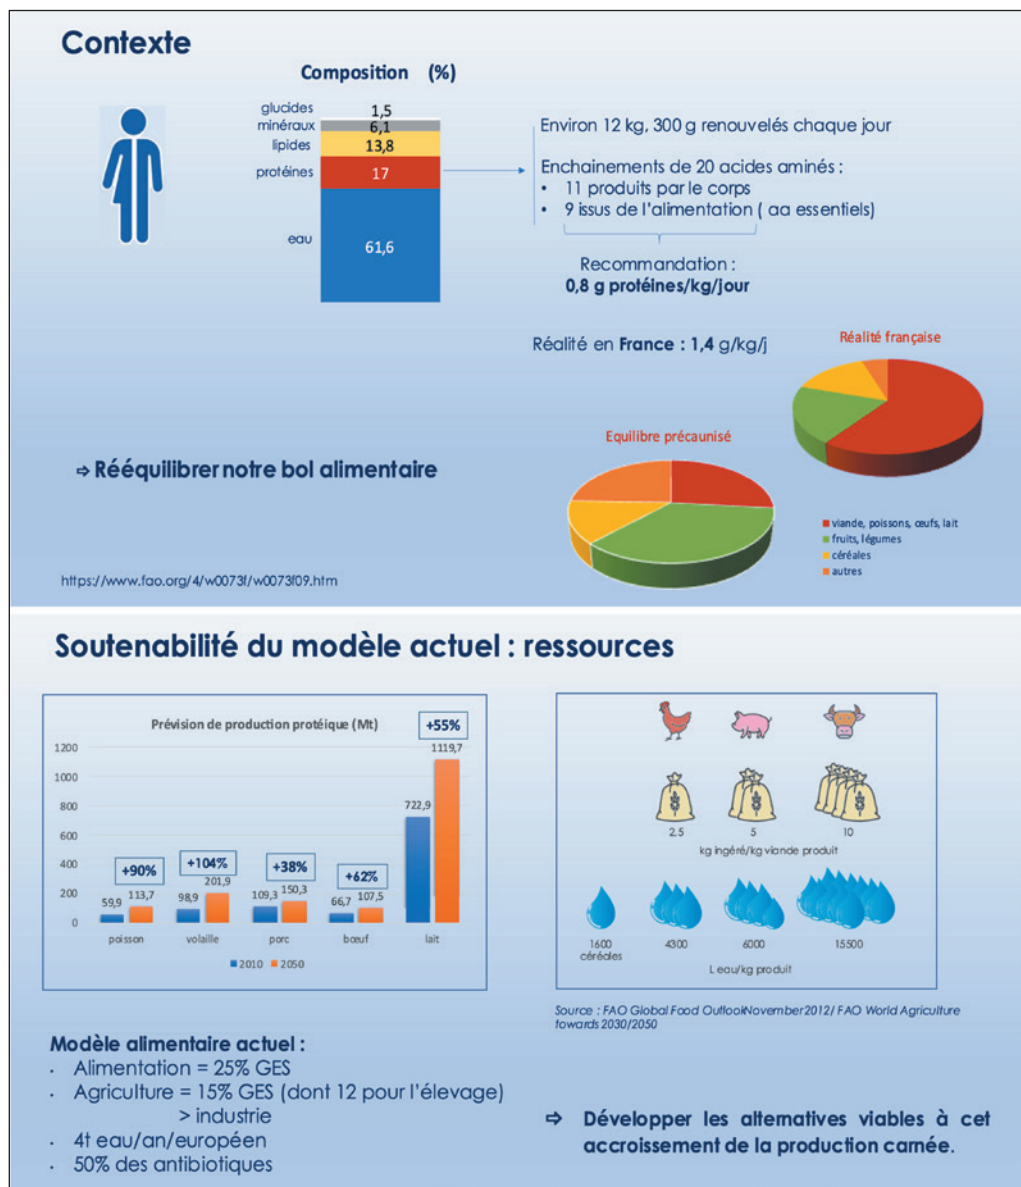 Contexte
Composition (%)
glucides 1,5
minéraux 6,1
lipides 13,8
protéines 17
eau 61,6
Environ 12 kg, 300 g renouvelés chaque jour
Enchainements de 20 acides aminés :
• 11 produits par le corps
• 9 issus de l'alimentation ( aa essentiels)
Recommandation :
0,8 g protéines/kg/jour
Réalité en France : 1,4 g/kg/j
Réalité française
Equilibre précaunisé
⇨ Rééquilibrer notre bol alimentaire
viande, poissons, œufs, lait
fruits, légumes
céréales
autres
https://www.fao.org/4/w0073f/w0073f09.htm
Soutenabilité du modèle actuel : ressources
Prévision de production protéique (Mt)
+55%
1200
1000
800
600
400
200
0
1119,7
722,9
+90%
+104%
+38%
+62%
59,9
113,7
98,9
201,9
109,3
150,3
66,7
107,5
poisson
volaille
porc
bœuf
lait
2010
2050
2,5
5
10
kg ingéré/kg viande produit
1600
céréales
4300
6000
15500
L eau/kg produit
Source : FAO Global Food OutlookNovember2012/ FAO World Agriculture
towards 2030/2050
Modèle alimentaire actuel :
• Alimentation = 25% GES
• Agriculture = 15% GES (dont 12 pour l'élevage)
> industrie
• 4t eau/an/européen
• 50% des antibiotiques
⇨ Développer les alternatives viables à cet
accroissement de la production carnée.